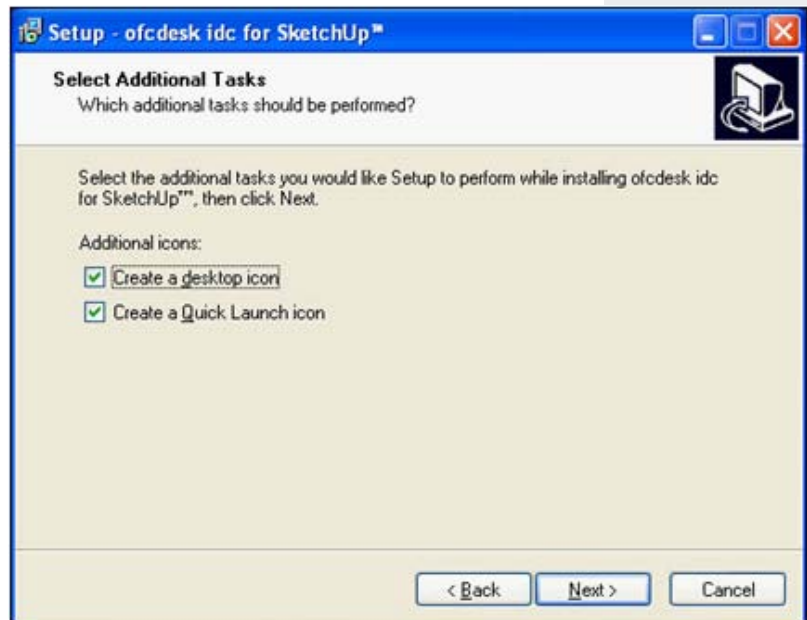 Setup - ofcdesk idc for SketchUp™
Select Additional Tasks
Which additional tasks should be performed?
Select the additional tasks you would like Setup to perform while installing ofcdesk idc
for SketchUp™, then click Next.
Additional icons:
Create a desktop icon
Create a Quick Launch icon
< Back Next > Cancel